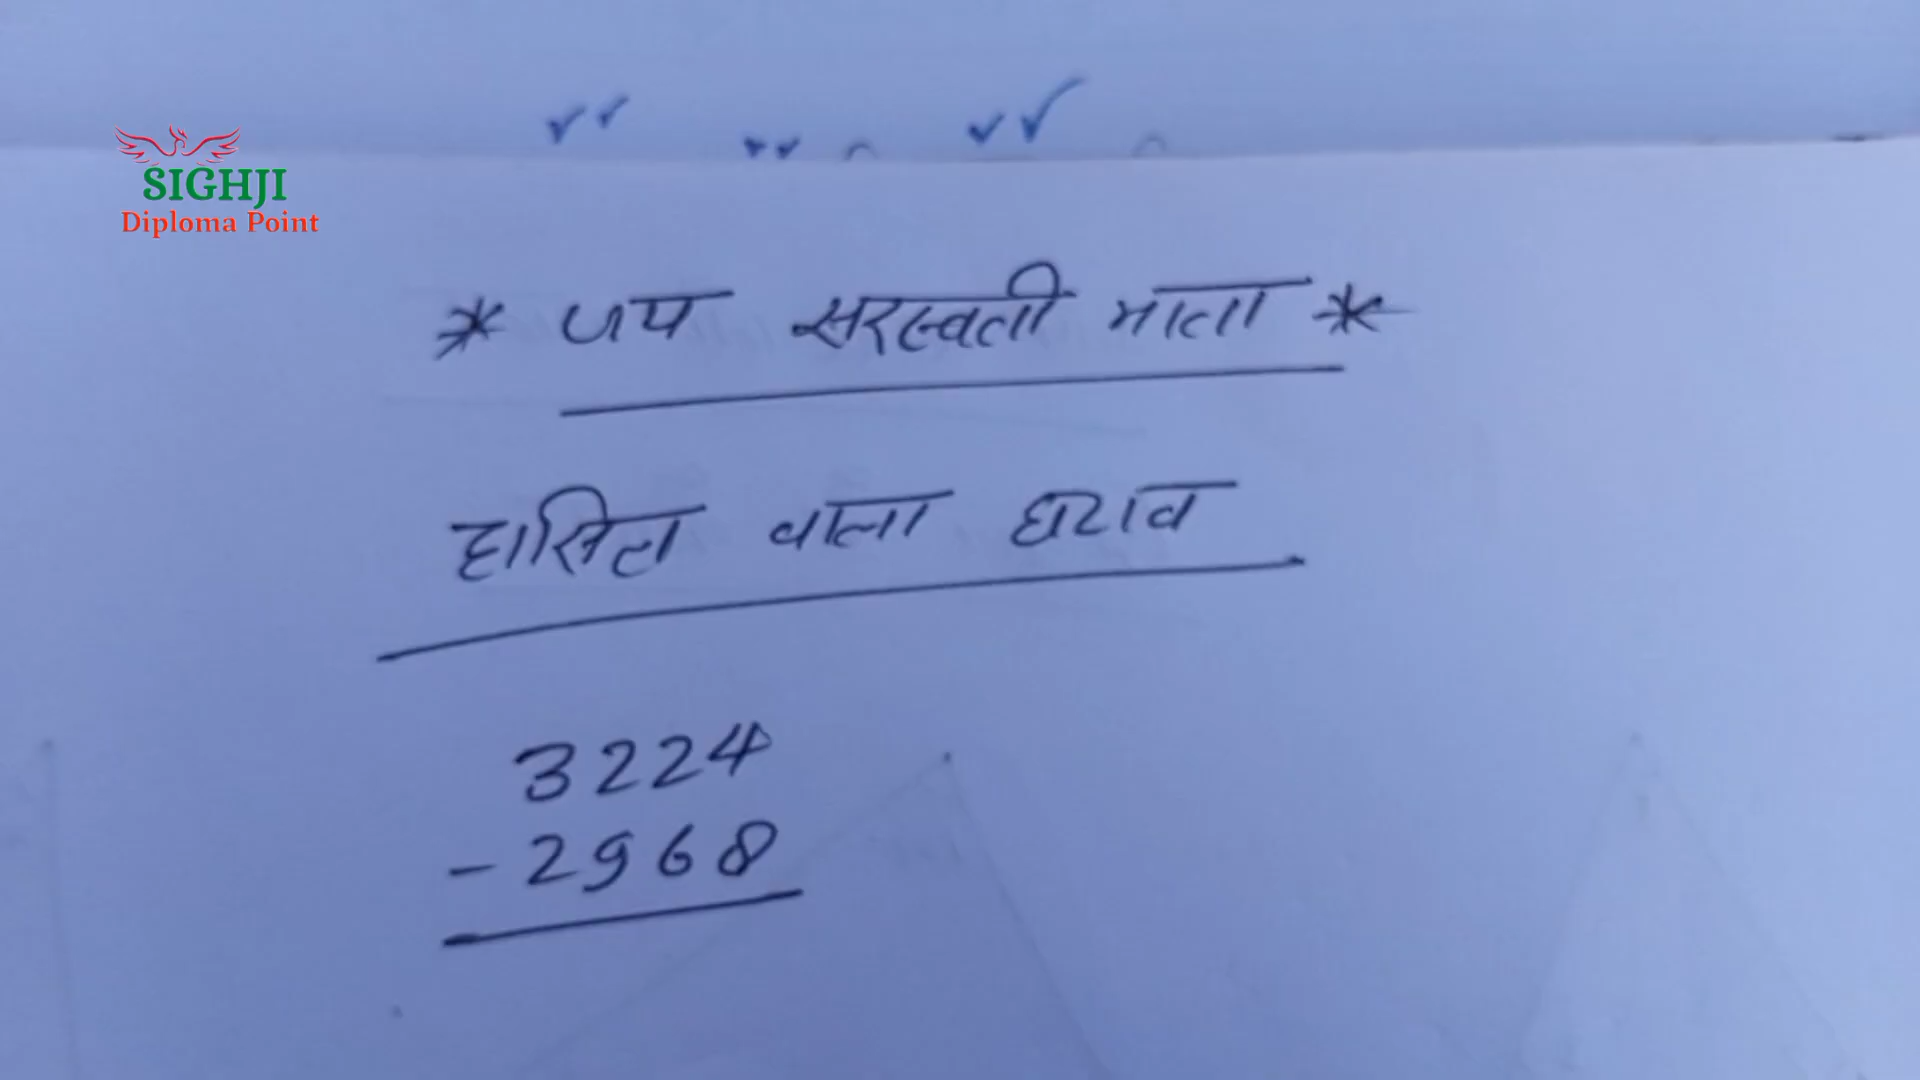 SIGHJI
Diploma Point
* जय सरस्वती माता *
हासिल वाला घटाव
3224
- 2968